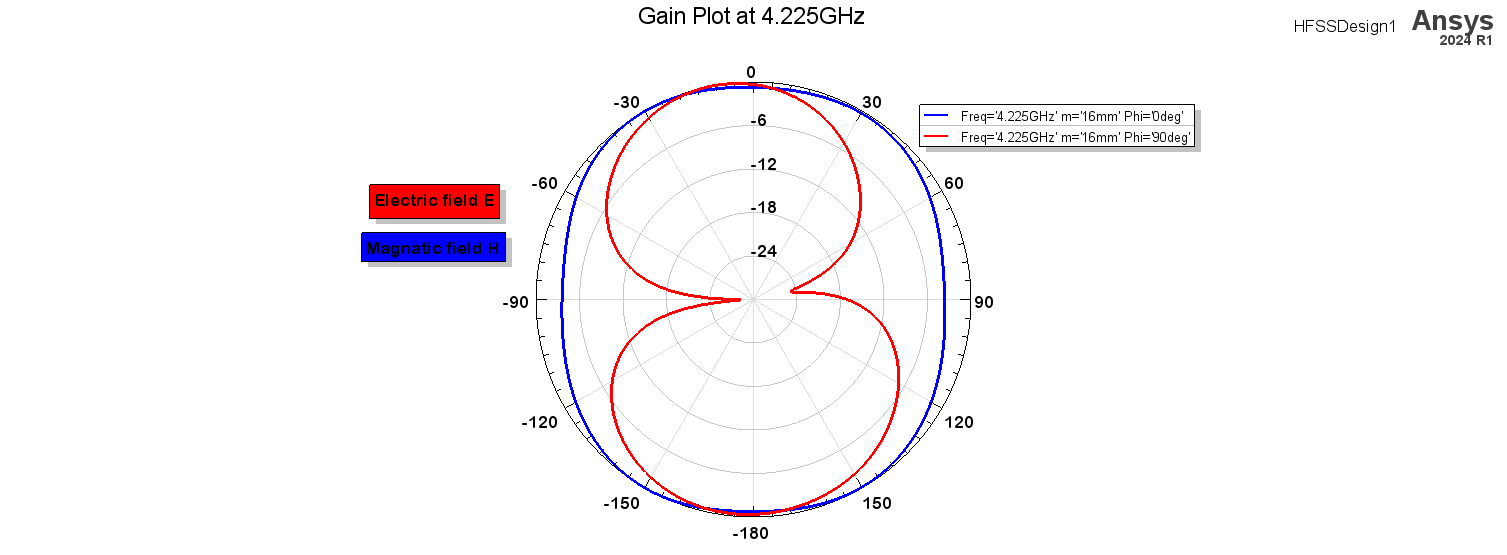 Gain Plot at 4.225GHz
HFSSDesign1
Ansys
2024 R1
0
-30
30
-6
Freq='4.225GHz' m='16mm' Phi='0deg'
Freq='4.225GHz' m='16mm' Phi='90deg'
-12
-60
60
Electric field E
-18
Magnatic field H
-24
-90
90
-120
120
-150
150
-180